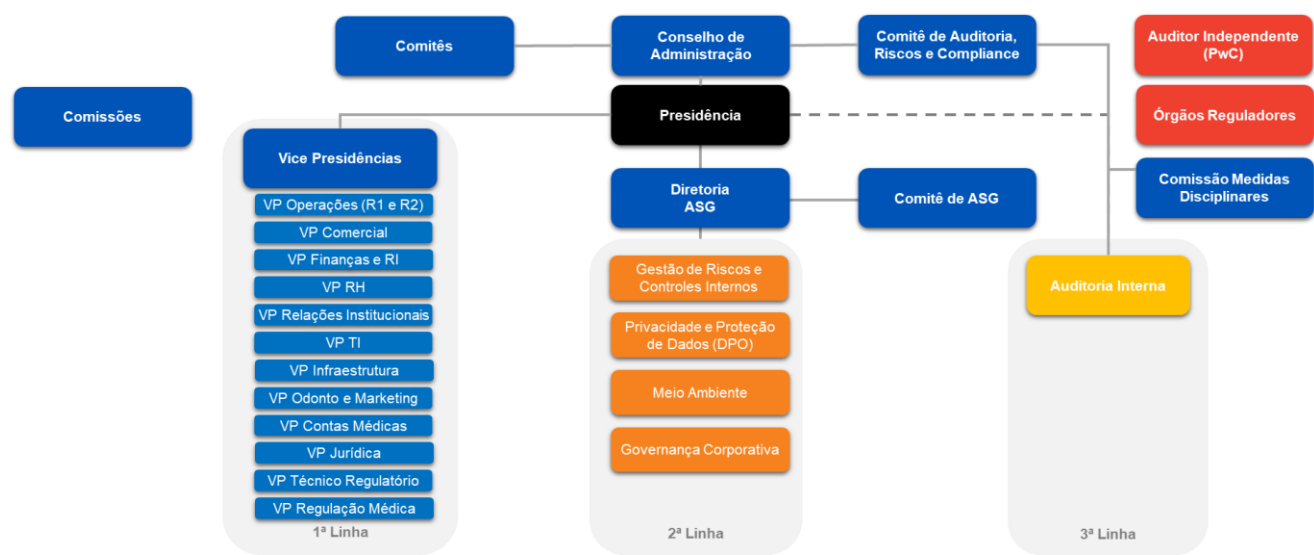 Comitês
Conselho de
Administração
Comitê de Auditoria,
Riscos e Compliance
Auditor Independente
(PwC)
Comissões
Presidência
Órgãos Reguladores
Vice Presidências
Diretoria
ASG
Comitê de ASG
Comissão Medidas
Disciplinares
VP Operações (R1 e R2)
VP Comercial
VP Finanças e RI
VP RH
VP Relações Institucionais
VP TI
VP Infraestrutura
VP Odonto e Marketing
VP Contas Médicas
VP Jurídica
VP Técnico Regulatório
VP Regulação Médica
1ª Linha
Gestão de Riscos e
Controles Internos
Privacidade e Proteção
de Dados (DPO)
Meio Ambiente
Governança Corporativa
2ª Linha
Auditoria Interna
3ª Linha